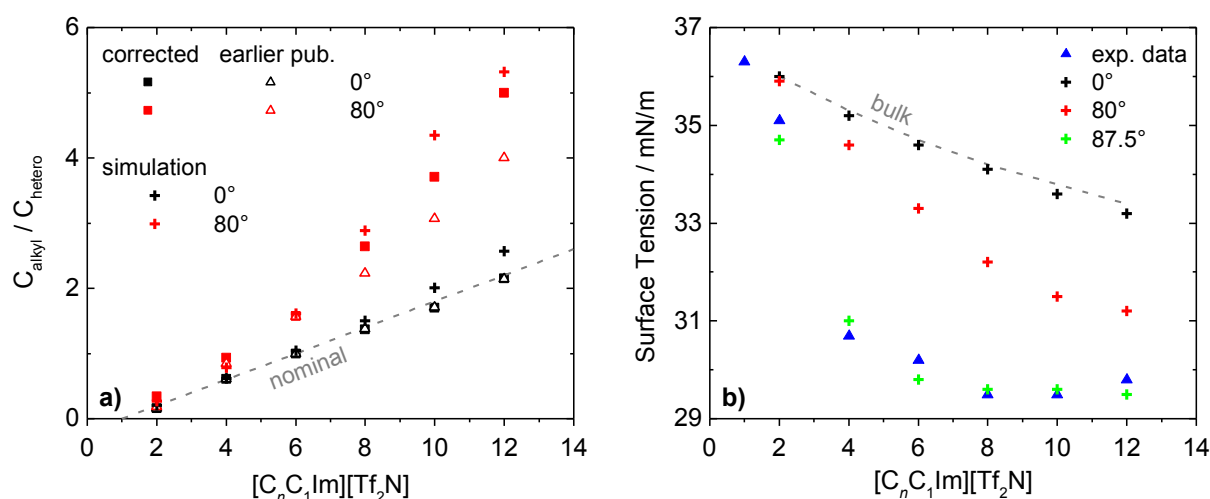 6
4
2
0
C_alkyl / C_hetero
corrected earlier pub.
0°
80°
simulation
0°
80°
nominal
a)
0 2 4 6 8 10 12 14
[C_nC_1Im][Tf_2N]
37
35
33
31
29
Surface Tension / mN/m
exp. data
0°
80°
87.5°
bulk
b)
0 2 4 6 8 10 12 14
[C_nC_1Im][Tf_2N]